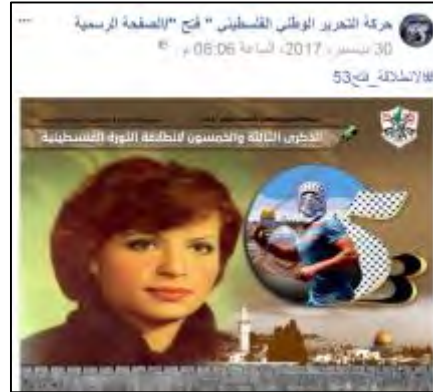 حركة التحرير الوطني الفلسطيني " فتح "/الصفحة الرسمية
30 ديسمبر، 2017، الساعة 06:06 م
#الانطلاقة_فتح53
الذكرى الثالثة والخمسون لانطلاقة الثورة الفلسطينية